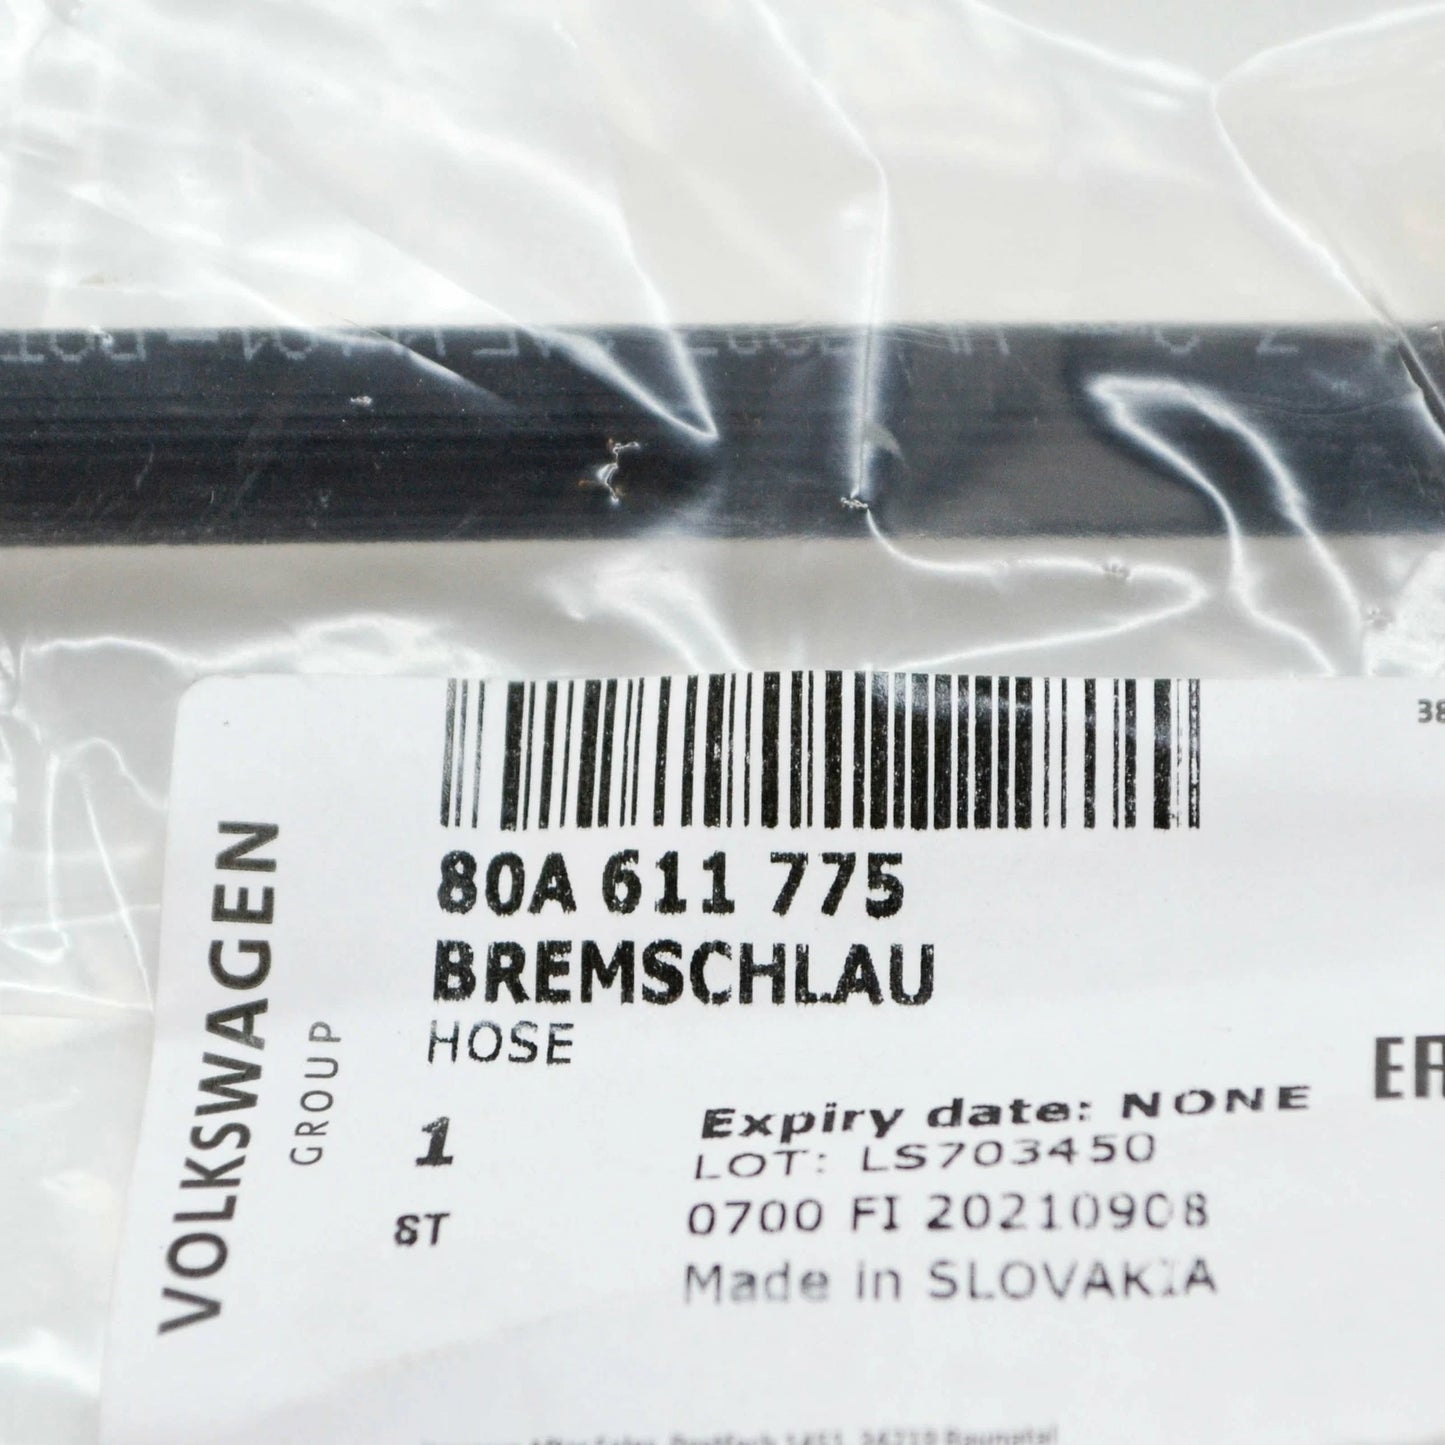 38
80A 611 775
BREMSCHLAU
HOSE
VOLKSWAGEN
GROUP
1
ST
Expiry date: NONE
LOT: LS703450
0700 FI 20210908
Made in SLOVAKIA